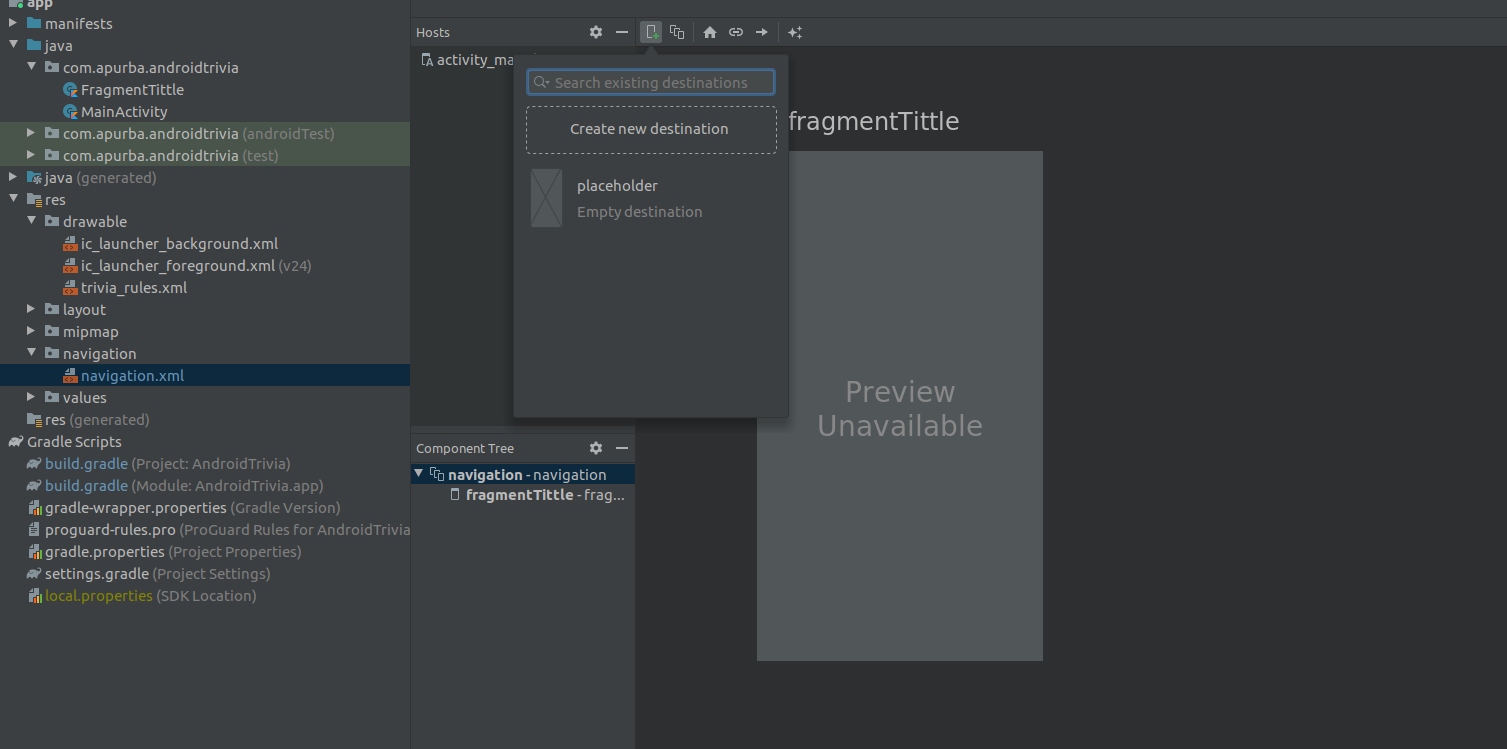 app
manifests
java
com.apurba.androidtrivia
FragmentTittle
MainActivity
com.apurba.androidtrivia (androidTest)
com.apurba.androidtrivia (test)
java (generated)
res
drawable
ic_launcher_background.xml
ic_launcher_foreground.xml (v24)
trivia_rules.xml
layout
mipmap
navigation
navigation.xml
values
res (generated)
Gradle Scripts
build.gradle (Project: AndroidTrivia)
build.gradle (Module: AndroidTrivia.app)
gradle-wrapper.properties (Gradle Version)
proguard-rules.pro (ProGuard Rules for AndroidTrivia
gradle.properties (Project Properties)
settings.gradle (Project Settings)
local.properties (SDK Location)
Hosts
activity_ma
Search existing destinations
Create new destination
placeholder
Empty destination
Component Tree
navigation - navigation
fragmentTittle - frag...
fragmentTittle
Preview
Unavailable